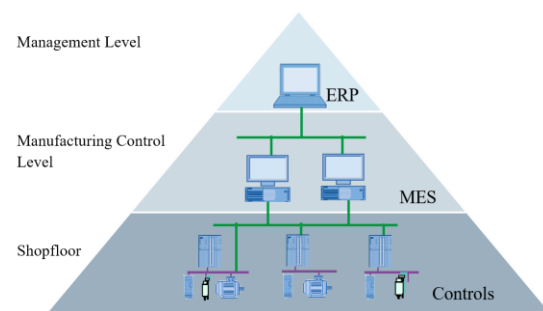 Management Level
ERP
Manufacturing Control
Level
MES
Shopfloor
Controls